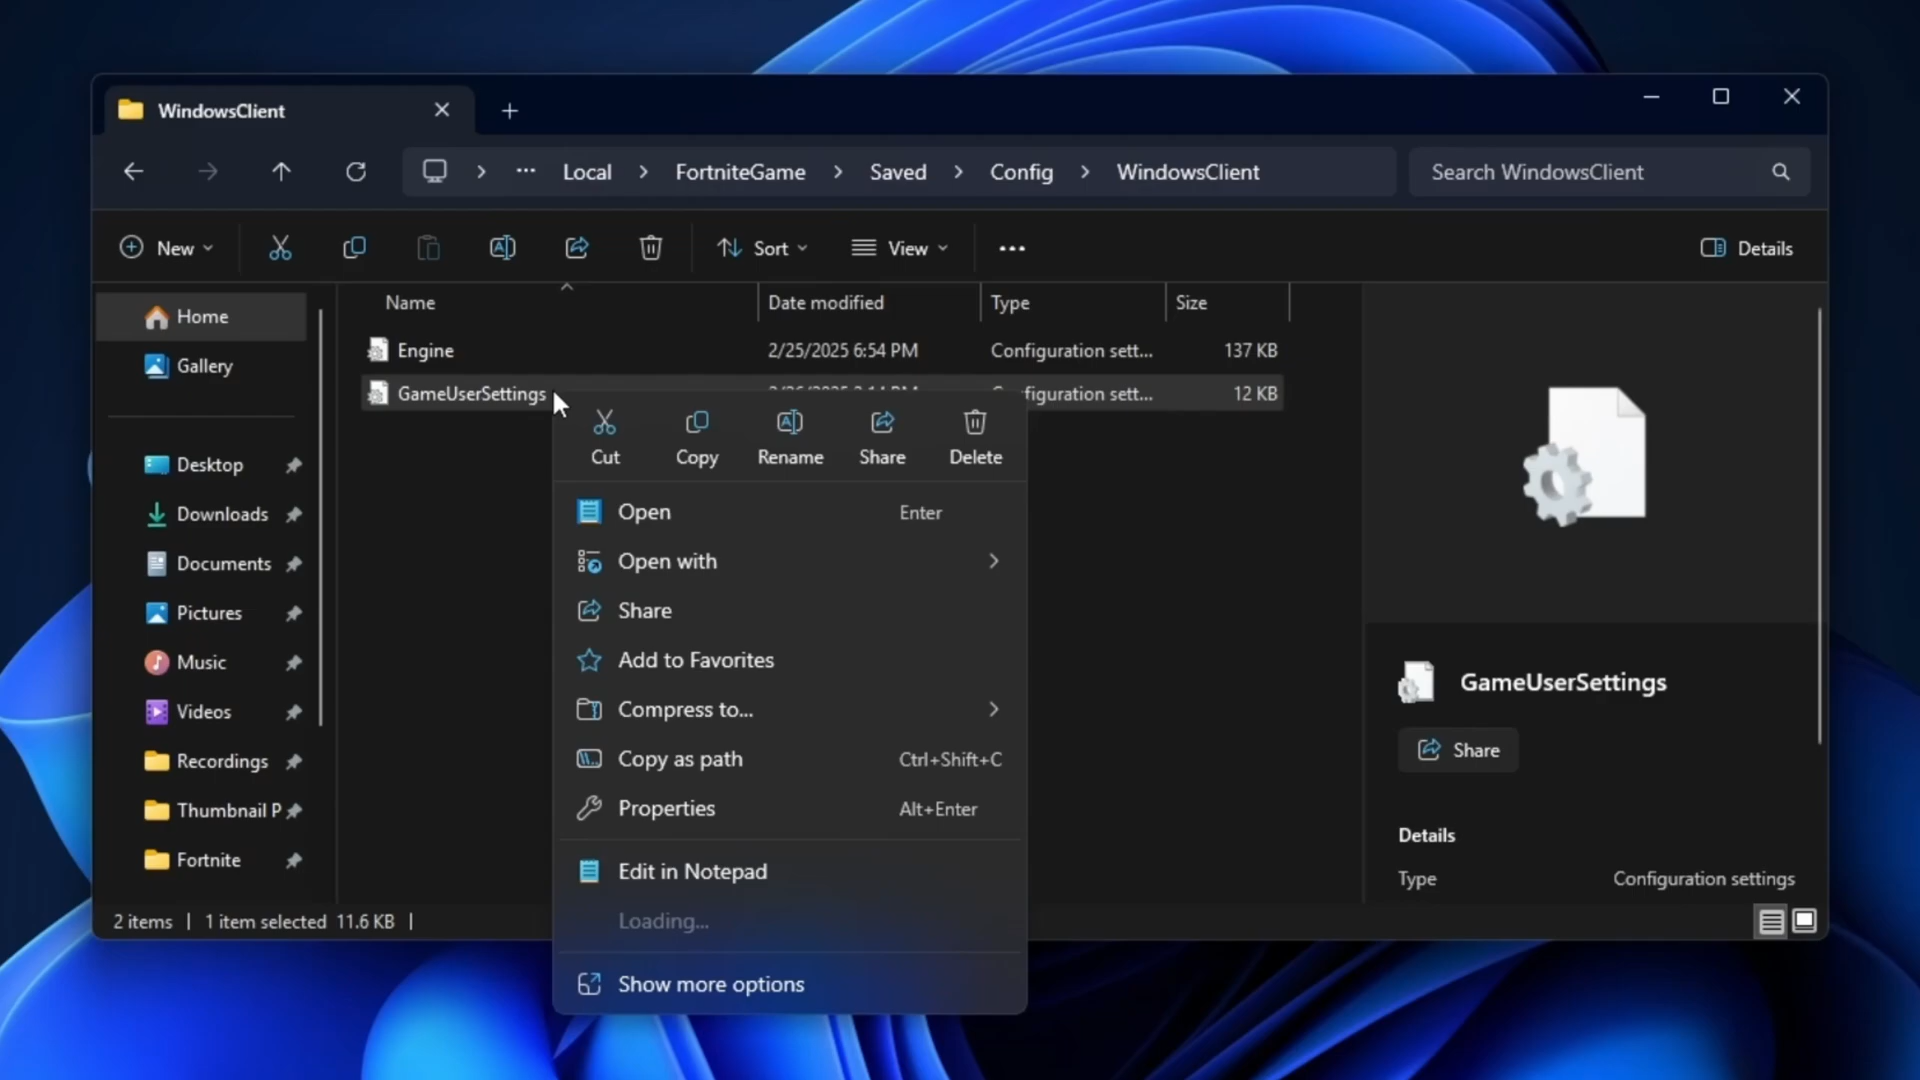 WindowsClient
Local
FortniteGame
Saved
Config
WindowsClient
Search WindowsClient
New
Sort
View
Details
Name
Date modified
Type
Size
Engine
2/25/2025 6:54 PM
Configuration sett...
137 KB
GameUserSettings
figuration sett...
12 KB
Home
Gallery
Desktop
Downloads
Documents
Pictures
Music
Videos
Recordings
Thumbnail P
Fortnite
Cut
Copy
Rename
Share
Delete
Open
Enter
Open with
Share
Add to Favorites
Compress to...
Copy as path
Ctrl+Shift+C
Properties
Alt+Enter
Edit in Notepad
Loading...
Show more options
GameUserSettings
Share
Details
Type
Configuration settings
2 items
1 item selected 11.6 KB